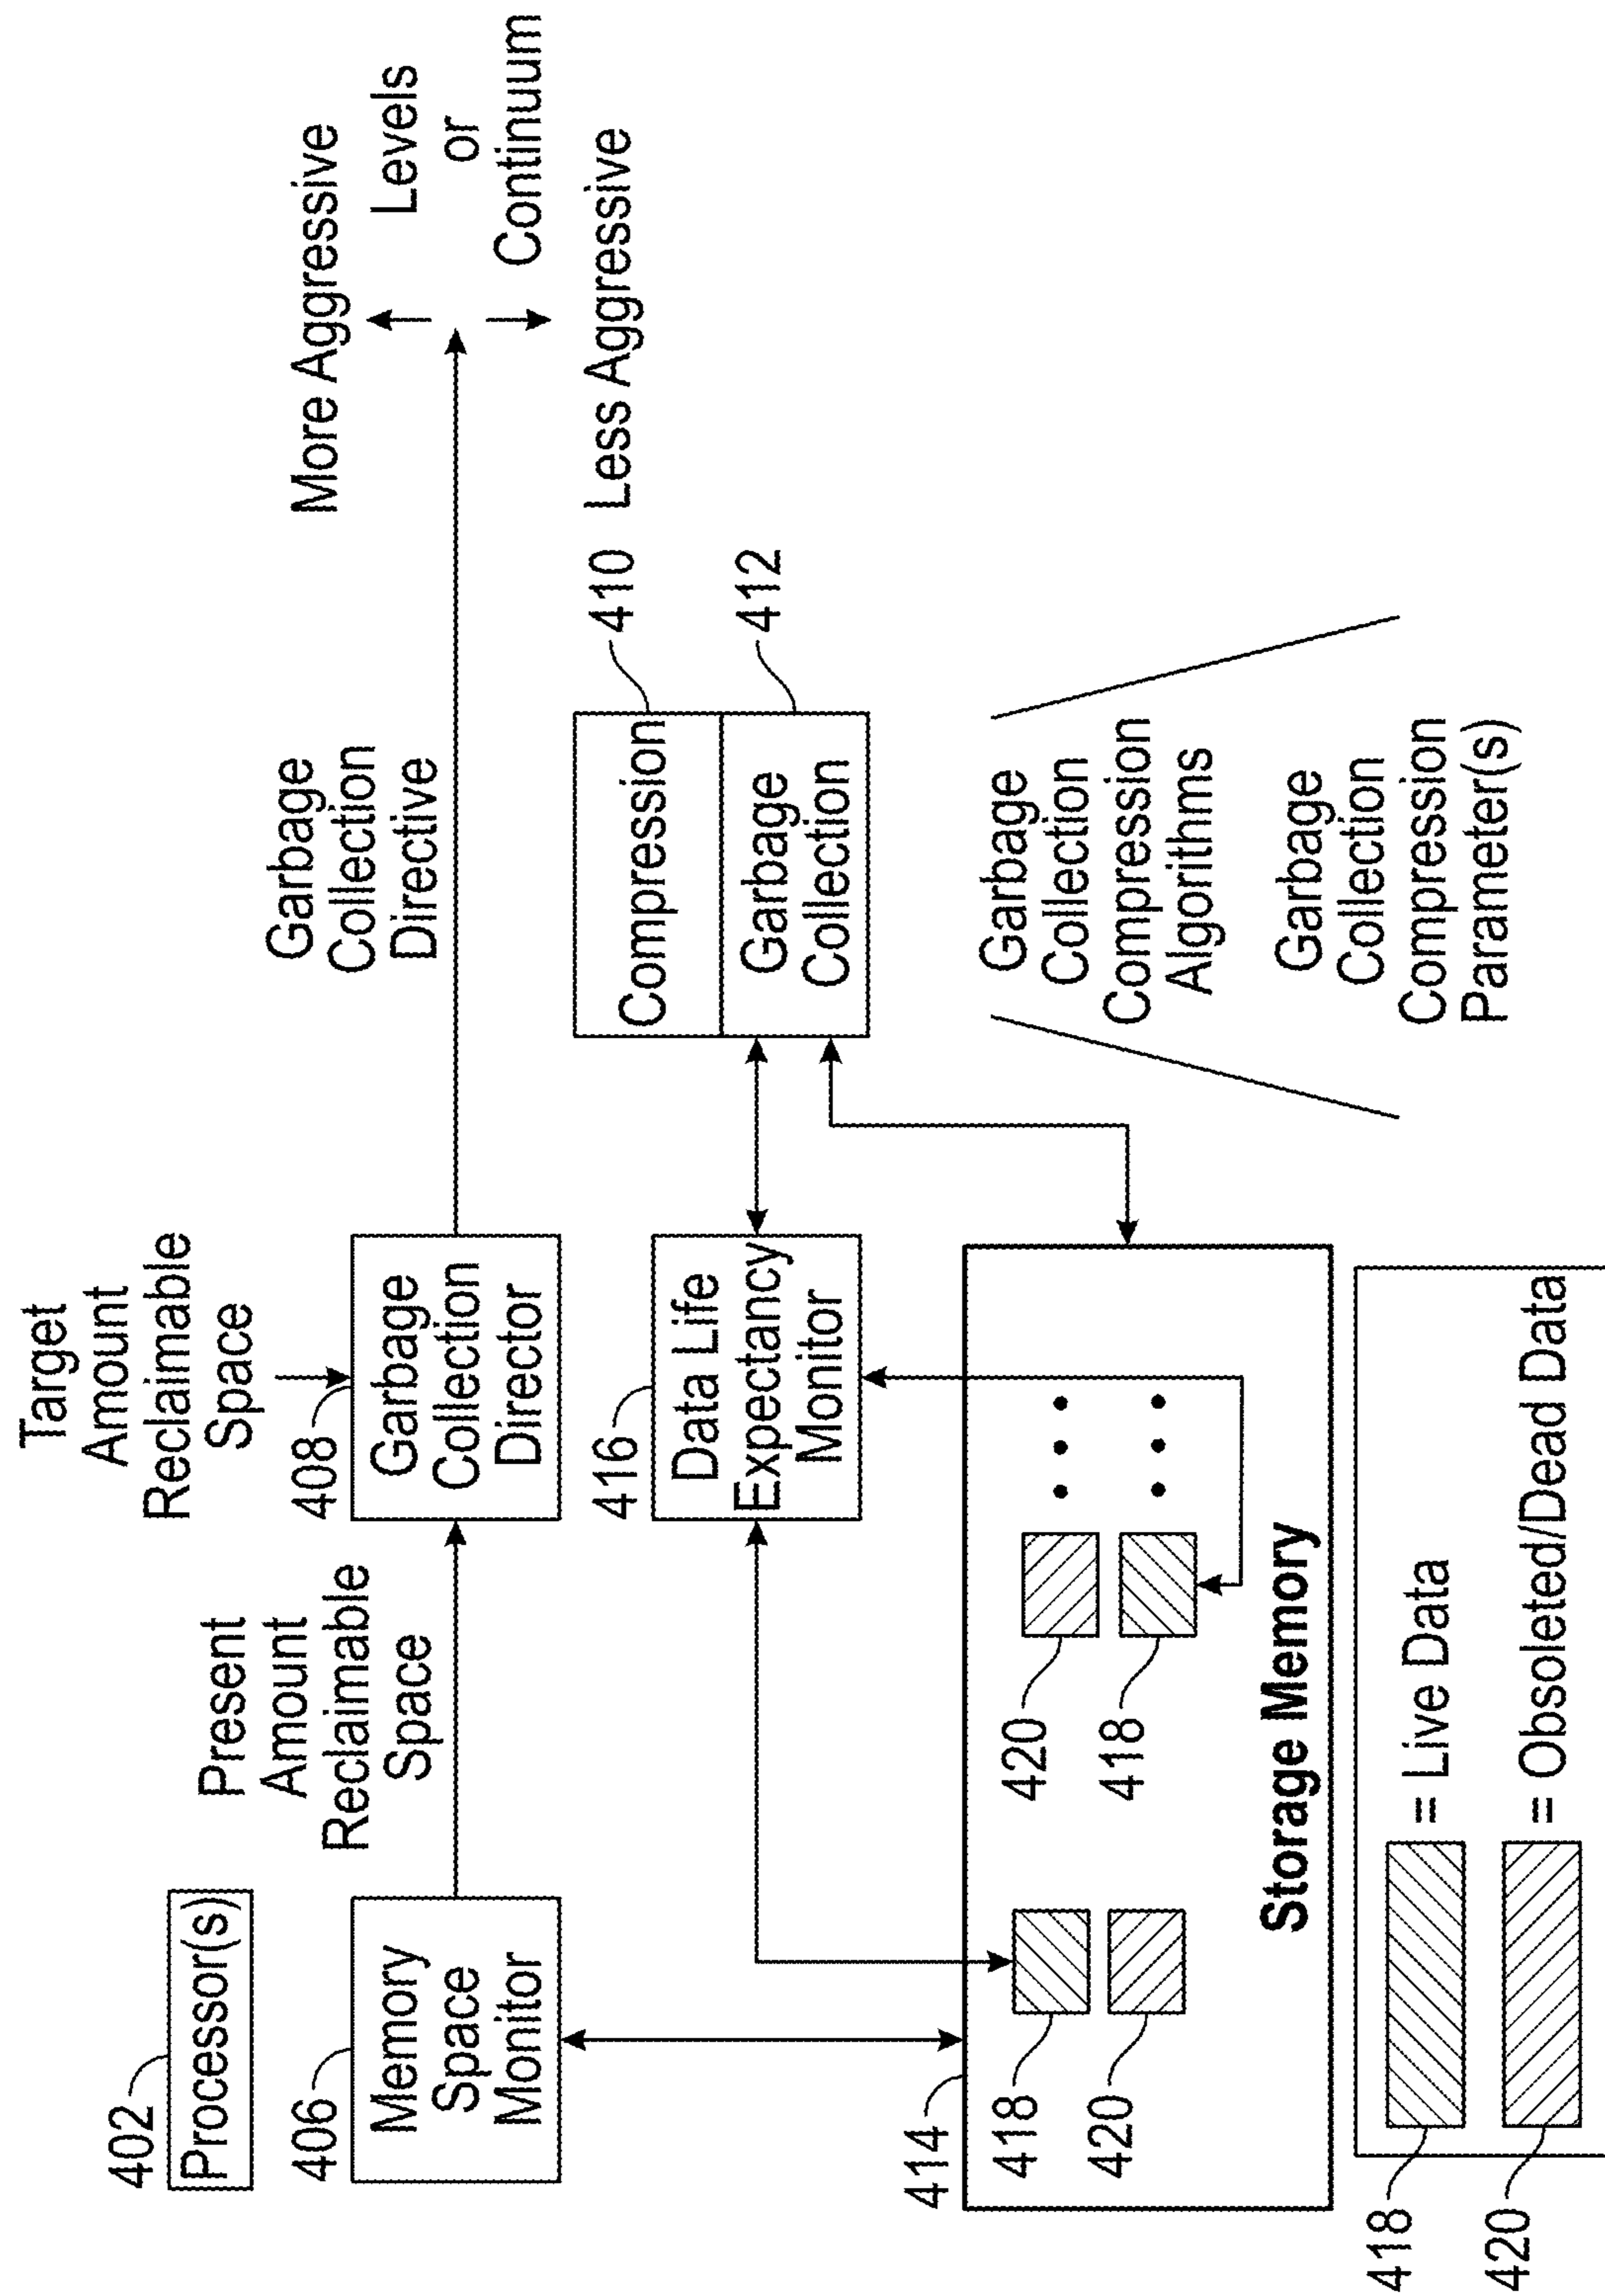 402
Processor(s)
406
Memory
Space
Monitor
Present
Amount
Reclaimable
Space
Target
Amount
Reclaimable
Space
408
Garbage
Collection
Director
Garbage
Collection
Directive
More Aggressive
Levels
or
Continuum
Less Aggressive
416
Data Life
Expectancy
Monitor
Compression
410
Garbage
Collection
412
Garbage
Collection
Compression
Algorithms
Garbage
Collection
Compression
Parameter(s)
414
418
420
420
418
Storage Memory
418
= Live Data
420
= Obsoleted/Dead Data